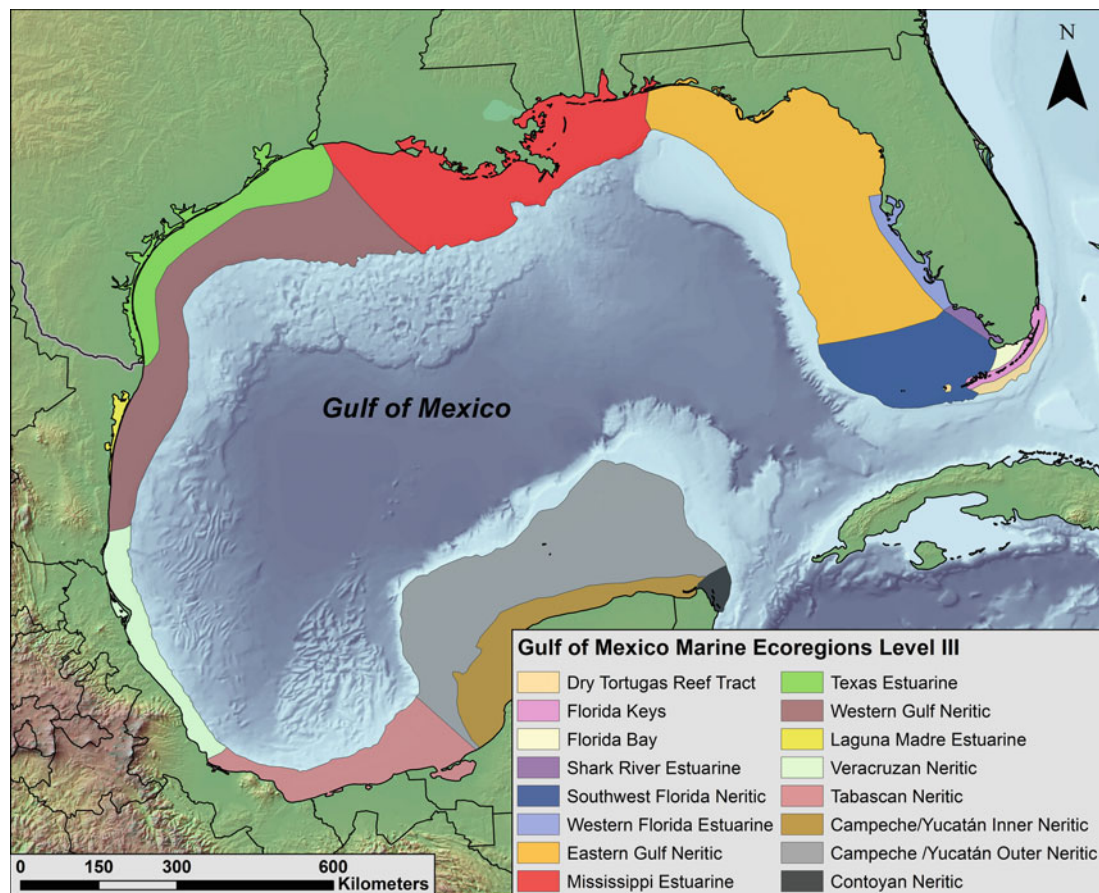 N
Gulf of Mexico
Gulf of Mexico Marine Ecoregions Level III
Dry Tortugas Reef Tract
Florida Keys
Florida Bay
Shark River Estuarine
Southwest Florida Neritic
Western Florida Estuarine
Eastern Gulf Neritic
Mississippi Estuarine
Texas Estuarine
Western Gulf Neritic
Laguna Madre Estuarine
Veracruzan Neritic
Tabascan Neritic
Campeche/Yucatán Inner Neritic
Campeche /Yucatán Outer Neritic
Contoyan Neritic
0 150 300 600
Kilometers